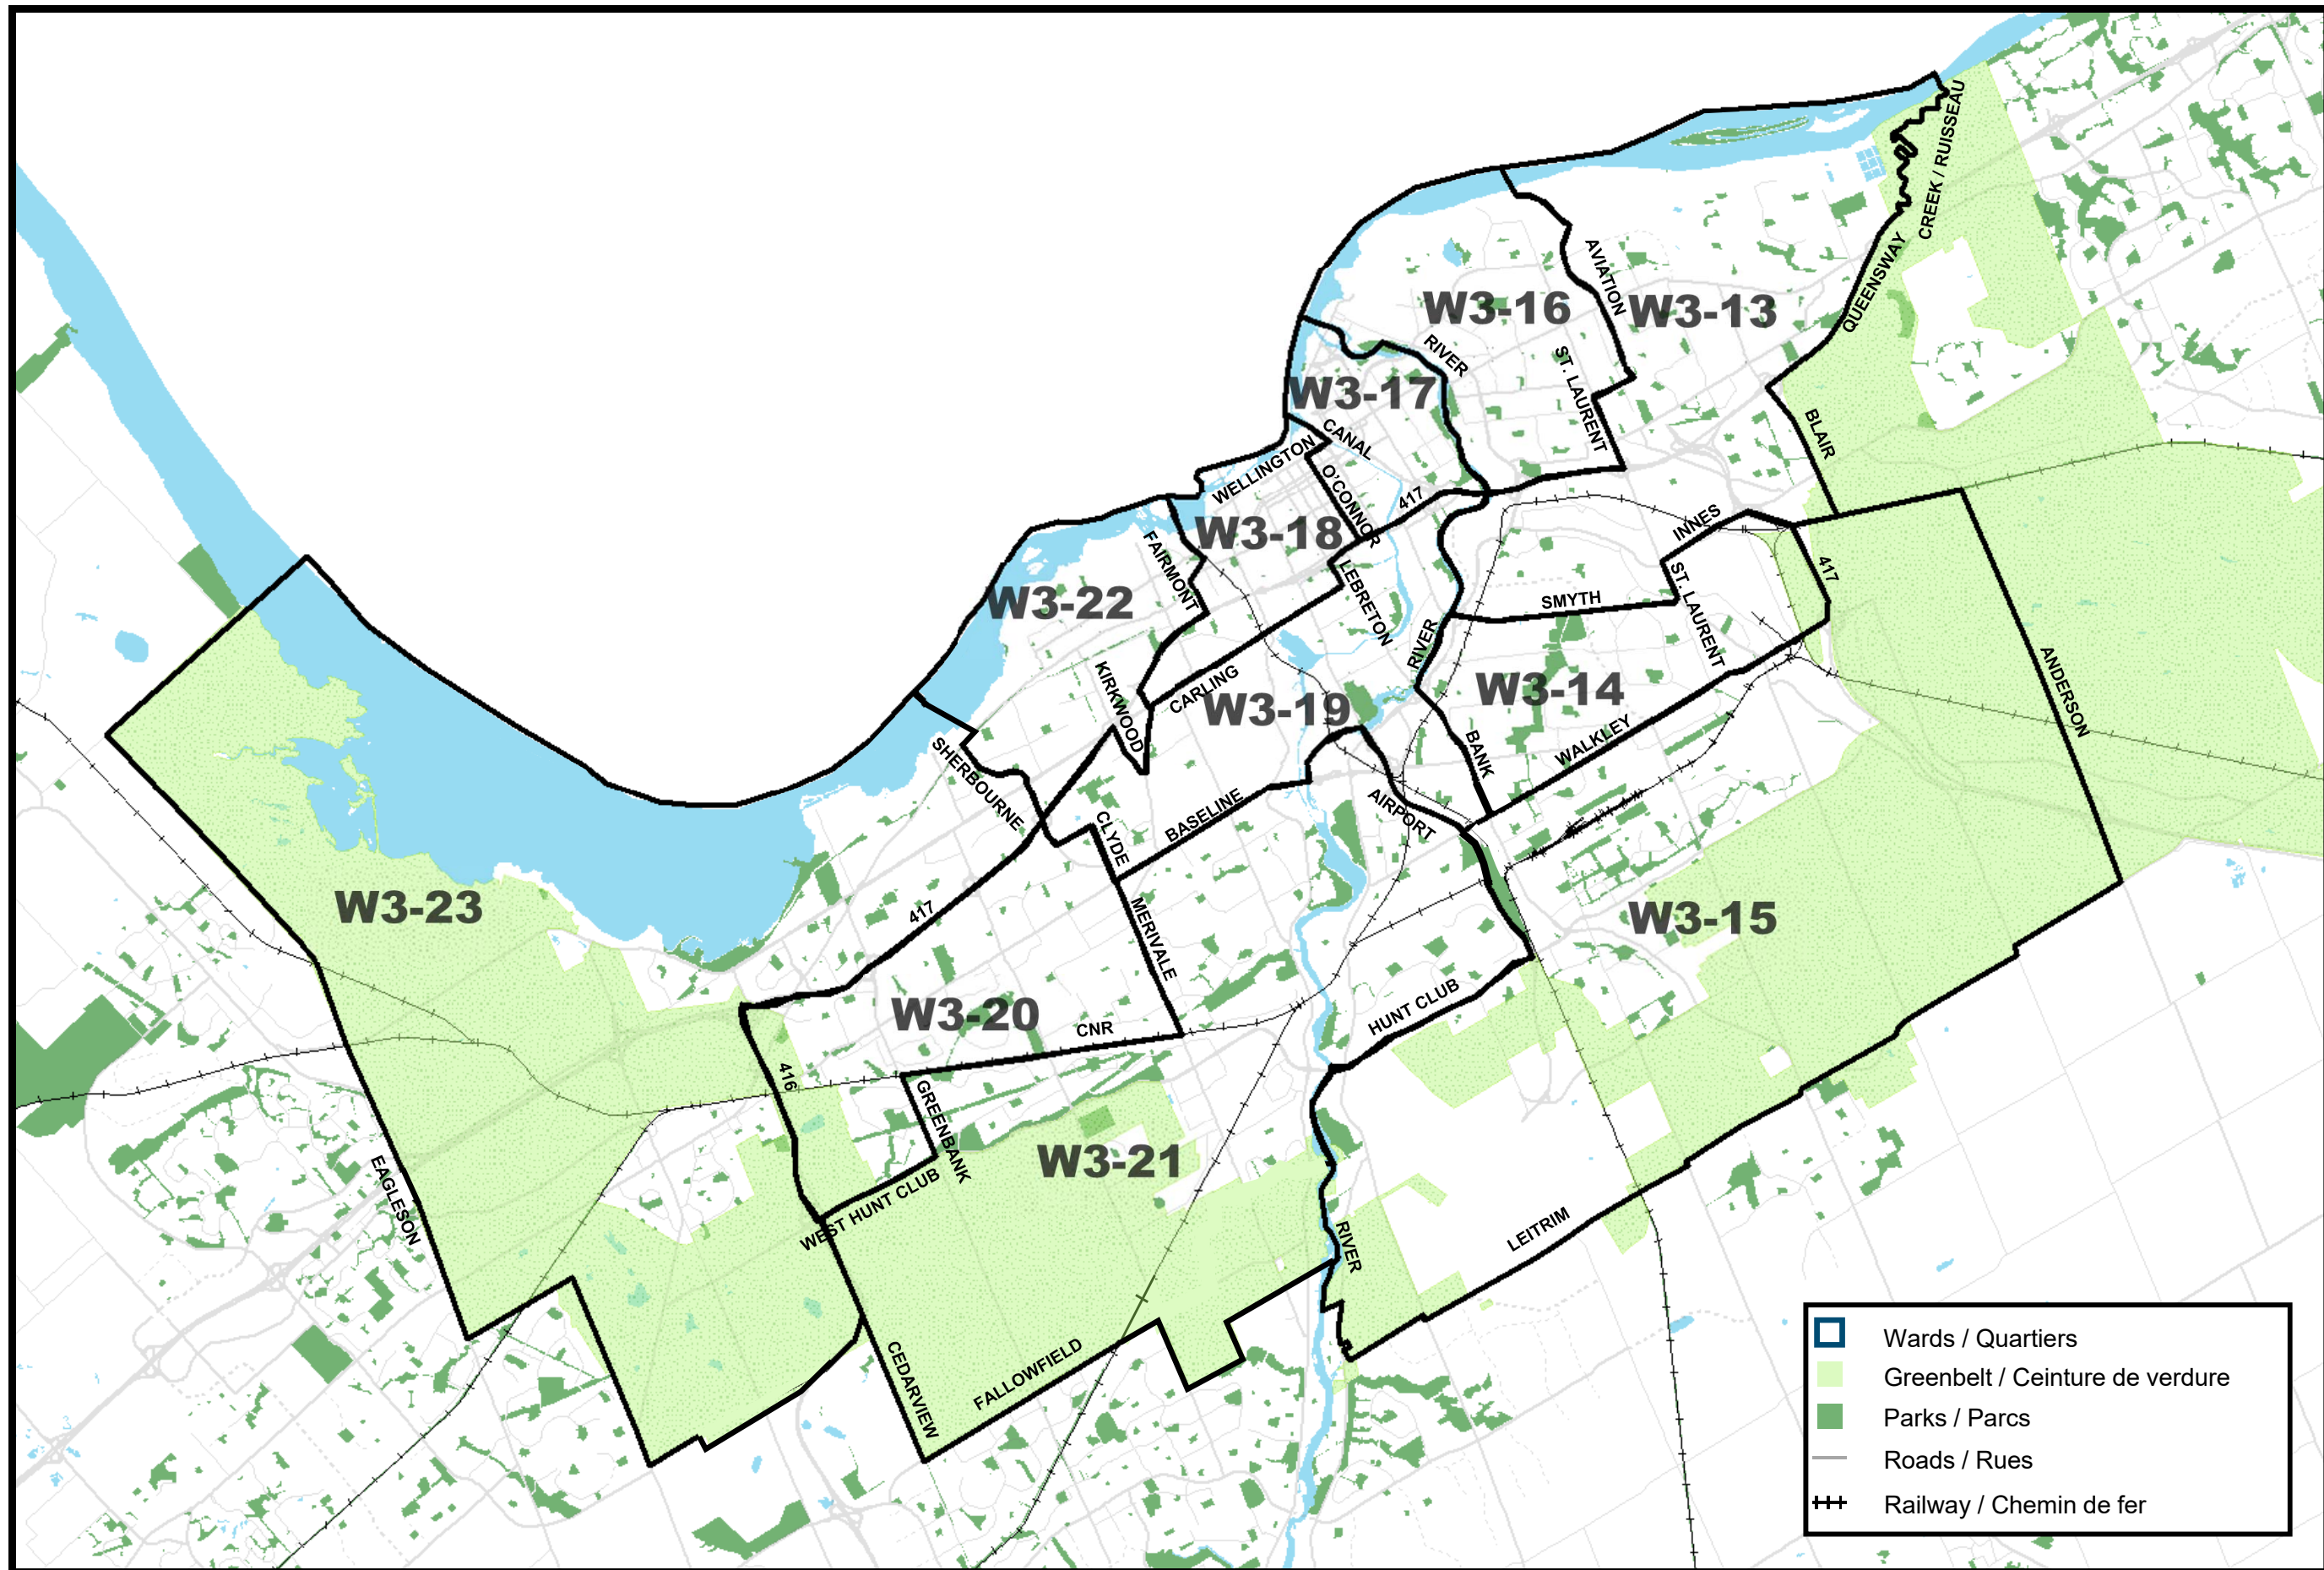 CREEK / RUISSEAU
QUEENSWAY
AVIATION
W3-16
W3-13
RIVER
ST. LAURENT
W3-17
BLAIR
CANAL
WELLINGTON
O'CONNOR
417
W3-18
INNES
FAIRMONT
LEBRETON
ST. LAURENT
417
W3-22
SMYTH
RIVER
ANDERSON
KIRKWOOD
CARLING
W3-19
W3-14
SHERBOURNE
BANK
WALKLEY
CLYDE
BASELINE
AIRPORT
W3-23
417
MERIVALE
W3-15
W3-20
CNR
HUNT CLUB
416
GREENBANK
W3-21
EAGLESON
WEST HUNT CLUB
RIVER
LEITRIM
CEDARVIEW
FALLOWFIELD
Wards / Quartiers
Greenbelt / Ceinture de verdure
Parks / Parcs
Roads / Rues
Railway / Chemin de fer